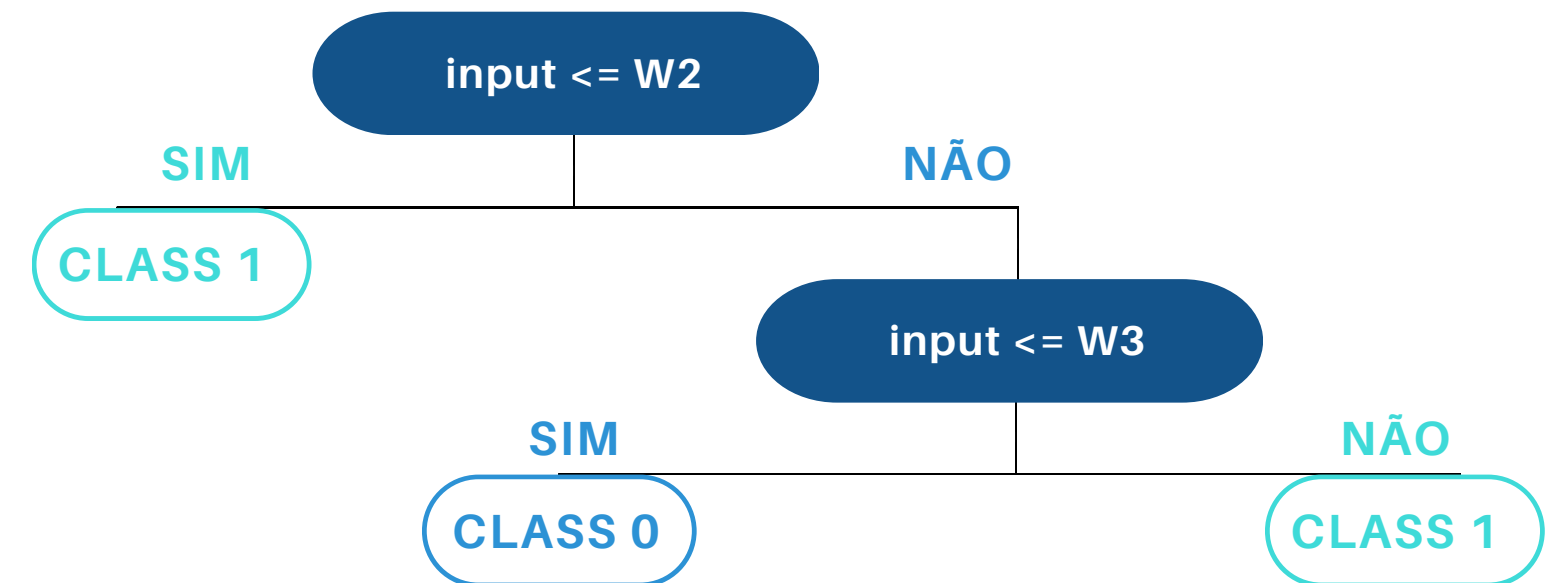 input <= W2
SIM
NÃO
CLASS 1
input <= W3
SIM
NÃO
CLASS 0
CLASS 1